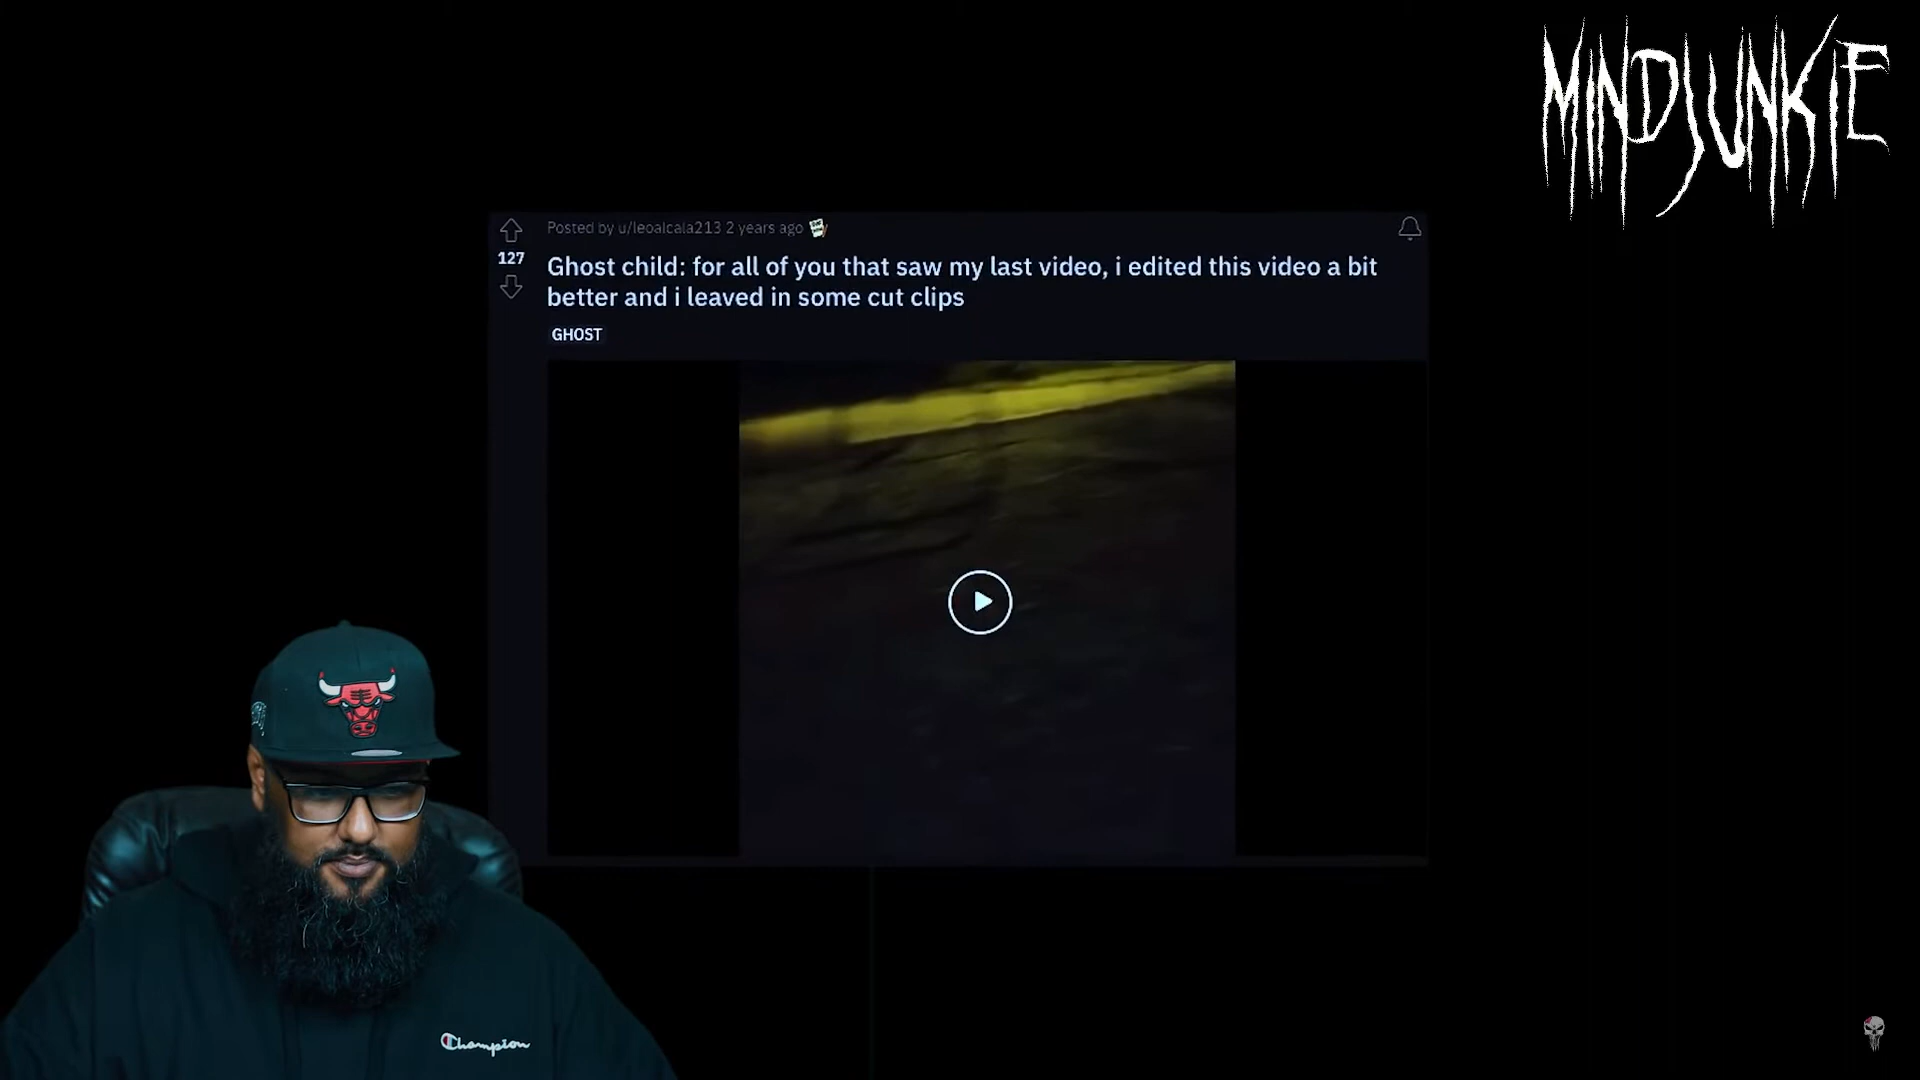 MINDJUNKIE
Posted by u/leoalcala213 2 years ago
127
Ghost child: for all of you that saw my last video, i edited this video a bit
better and i leaved in some cut clips
GHOST
Champion